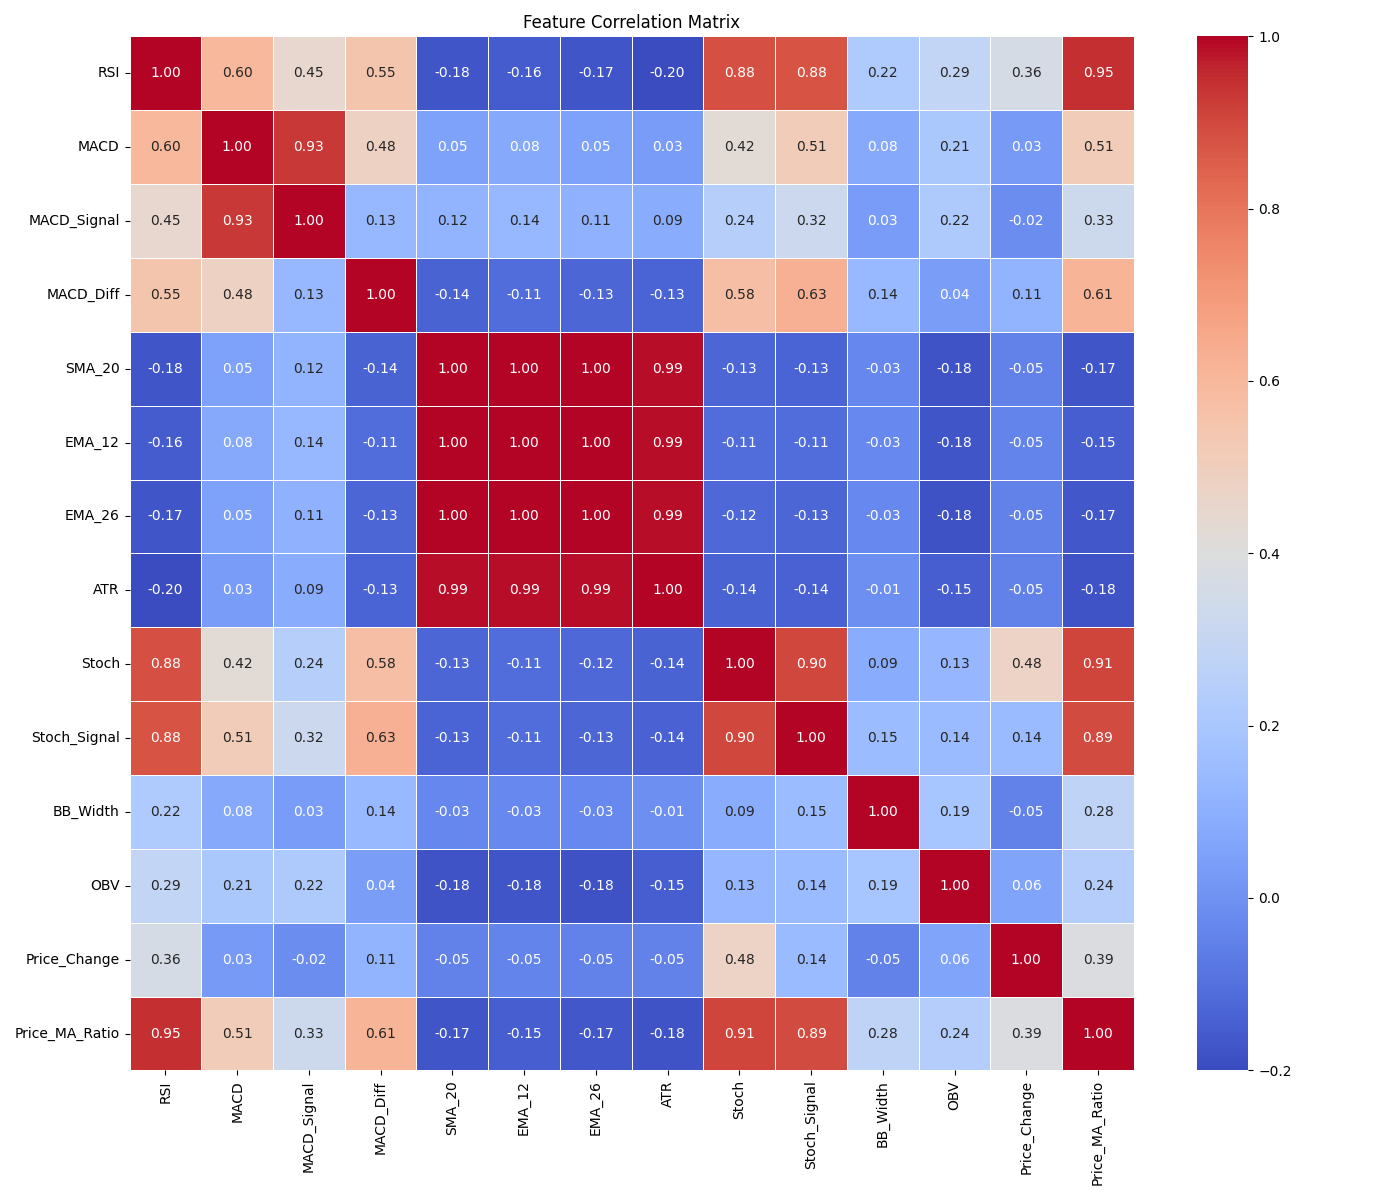 Feature Correlation Matrix
RSI 1.00 0.60 0.45 0.55 -0.18 -0.16 -0.17 -0.20 0.88 0.88 0.22 0.29 0.36 0.95
MACD 0.60 1.00 0.93 0.48 0.05 0.08 0.05 0.03 0.42 0.51 0.08 0.21 0.03 0.51
MACD_Signal 0.45 0.93 1.00 0.13 0.12 0.14 0.11 0.09 0.24 0.32 0.03 0.22 -0.02 0.33
MACD_Diff 0.55 0.48 0.13 1.00 -0.14 -0.11 -0.13 -0.13 0.58 0.63 0.14 0.04 0.11 0.61
SMA_20 -0.18 0.05 0.12 -0.14 1.00 1.00 1.00 0.99 -0.13 -0.13 -0.03 -0.18 -0.05 -0.17
EMA_12 -0.16 0.08 0.14 -0.11 1.00 1.00 1.00 0.99 -0.11 -0.11 -0.03 -0.18 -0.05 -0.15
EMA_26 -0.17 0.05 0.11 -0.13 1.00 1.00 1.00 0.99 -0.12 -0.13 -0.03 -0.18 -0.05 -0.17
ATR -0.20 0.03 0.09 -0.13 0.99 0.99 0.99 1.00 -0.14 -0.14 -0.01 -0.15 -0.05 -0.18
Stoch 0.88 0.42 0.24 0.58 -0.13 -0.11 -0.12 -0.14 1.00 0.90 0.09 0.13 0.48 0.91
Stoch_Signal 0.88 0.51 0.32 0.63 -0.13 -0.11 -0.13 -0.14 0.90 1.00 0.15 0.14 0.14 0.89
BB_Width 0.22 0.08 0.03 0.14 -0.03 -0.03 -0.03 -0.01 0.09 0.15 1.00 0.19 -0.05 0.28
OBV 0.29 0.21 0.22 0.04 -0.18 -0.18 -0.18 -0.15 0.13 0.14 0.19 1.00 0.06 0.24
Price_Change 0.36 0.03 -0.02 0.11 -0.05 -0.05 -0.05 -0.05 0.48 0.14 -0.05 0.06 1.00 0.39
Price_MA_Ratio 0.95 0.51 0.33 0.61 -0.17 -0.15 -0.17 -0.18 0.91 0.89 0.28 0.24 0.39 1.00
RSI MACD MACD_Signal MACD_Diff SMA_20 EMA_12 EMA_26 ATR Stoch Stoch_Signal BB_Width OBV Price_Change Price_MA_Ratio
1.0
0.8
0.6
0.4
0.2
0.0
−0.2